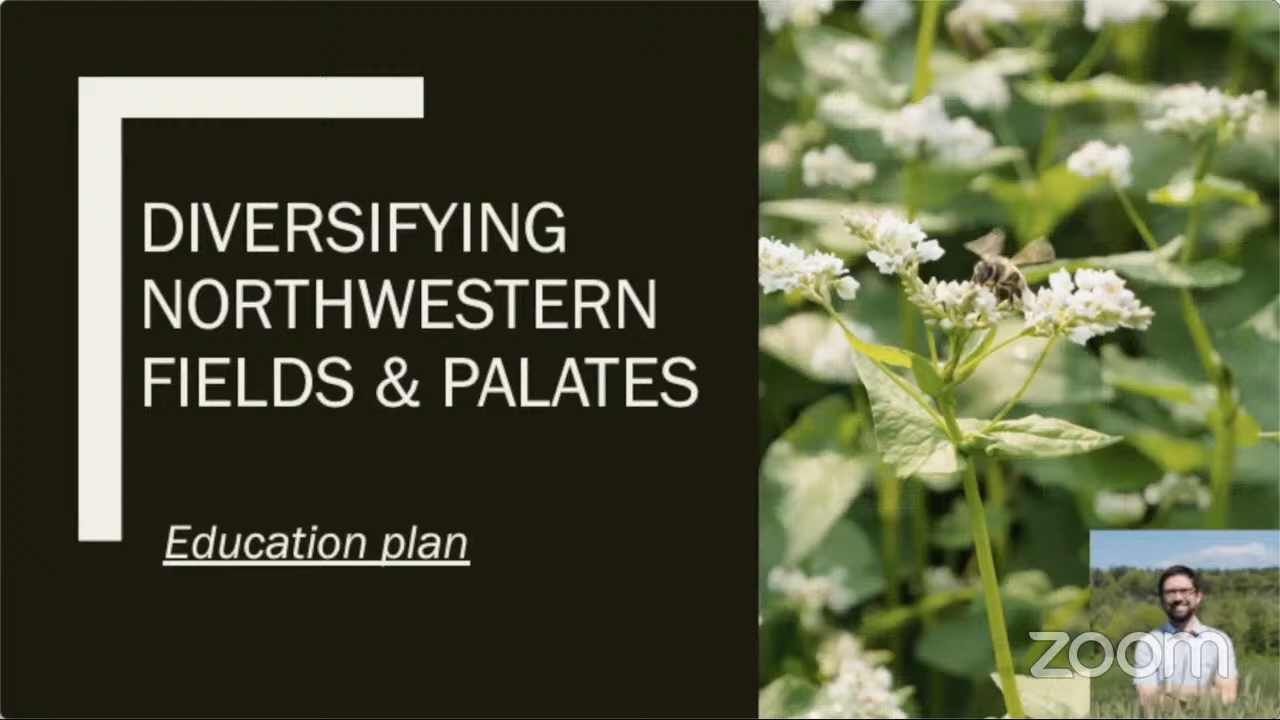 DIVERSIFYING
NORTHWESTERN
FIELDS & PALATES
Education plan
zoom